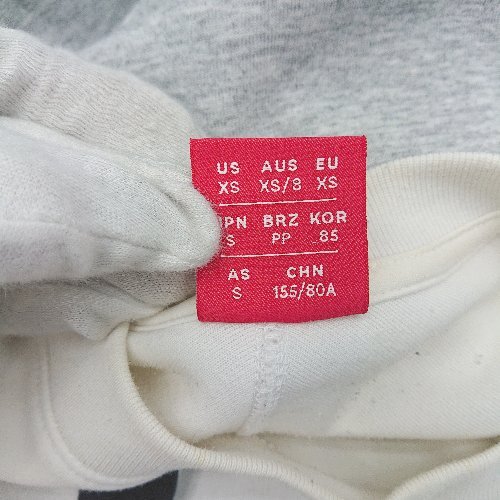 US AUS EU
XS XS/8 XS
PN BRZ KOR
S PP 85
AS CHN
S 155/80A